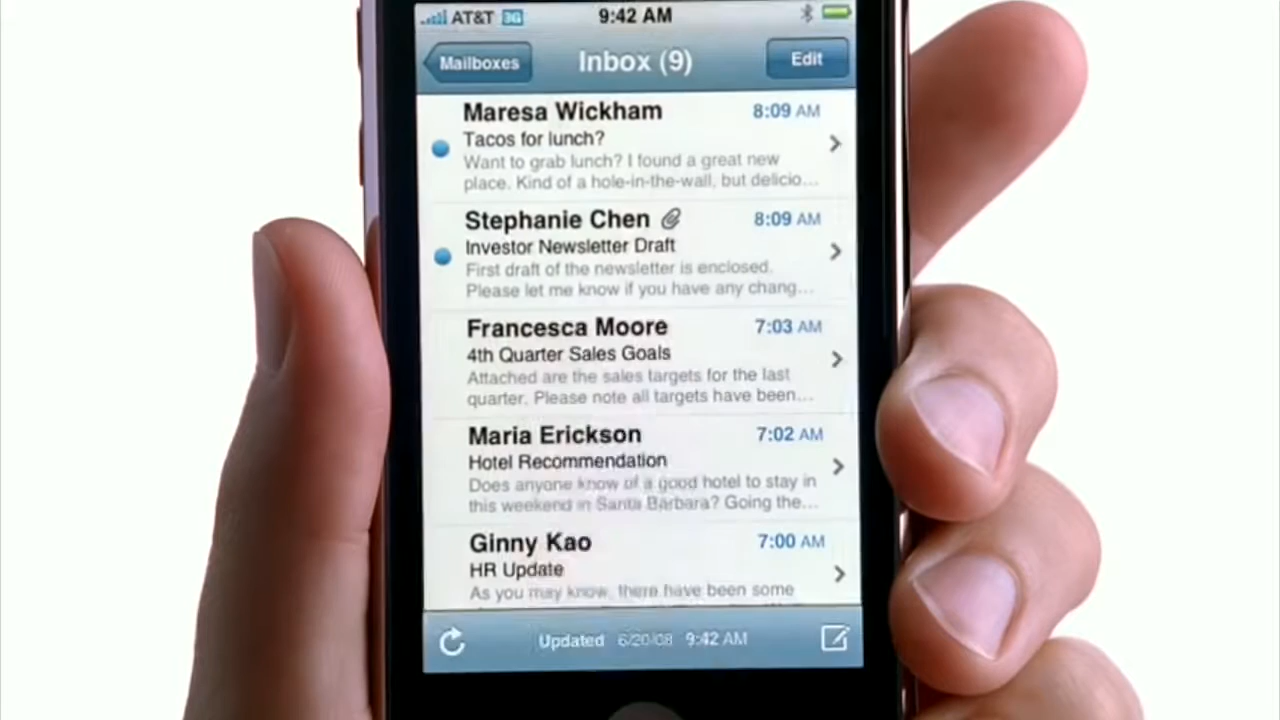 AT&T 3G 9:42 AM
Mailboxes Inbox (9) Edit
Maresa Wickham 8:09 AM
Tacos for lunch?
Want to grab lunch? I found a great new
place. Kind of a hole-in-the-wall, but delicio...
Stephanie Chen 8:09 AM
Investor Newsletter Draft
First draft of the newsletter is enclosed.
Please let me know if you have any chang...
Francesca Moore 7:03 AM
4th Quarter Sales Goals
Attached are the sales targets for the last
quarter. Please note all targets have been...
Maria Erickson 7:02 AM
Hotel Recommendation
Does anyone know of a good hotel to stay in
this weekend in Santa Barbara? Going the...
Ginny Kao 7:00 AM
HR Update
As you may know, there have been some
Updated 6/20/08 9:42 AM